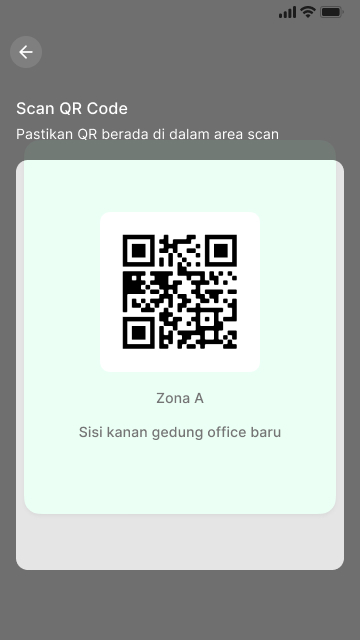 Scan QR Code
Pastikan QR berada di dalam area scan
Zona A
Sisi kanan gedung office baru